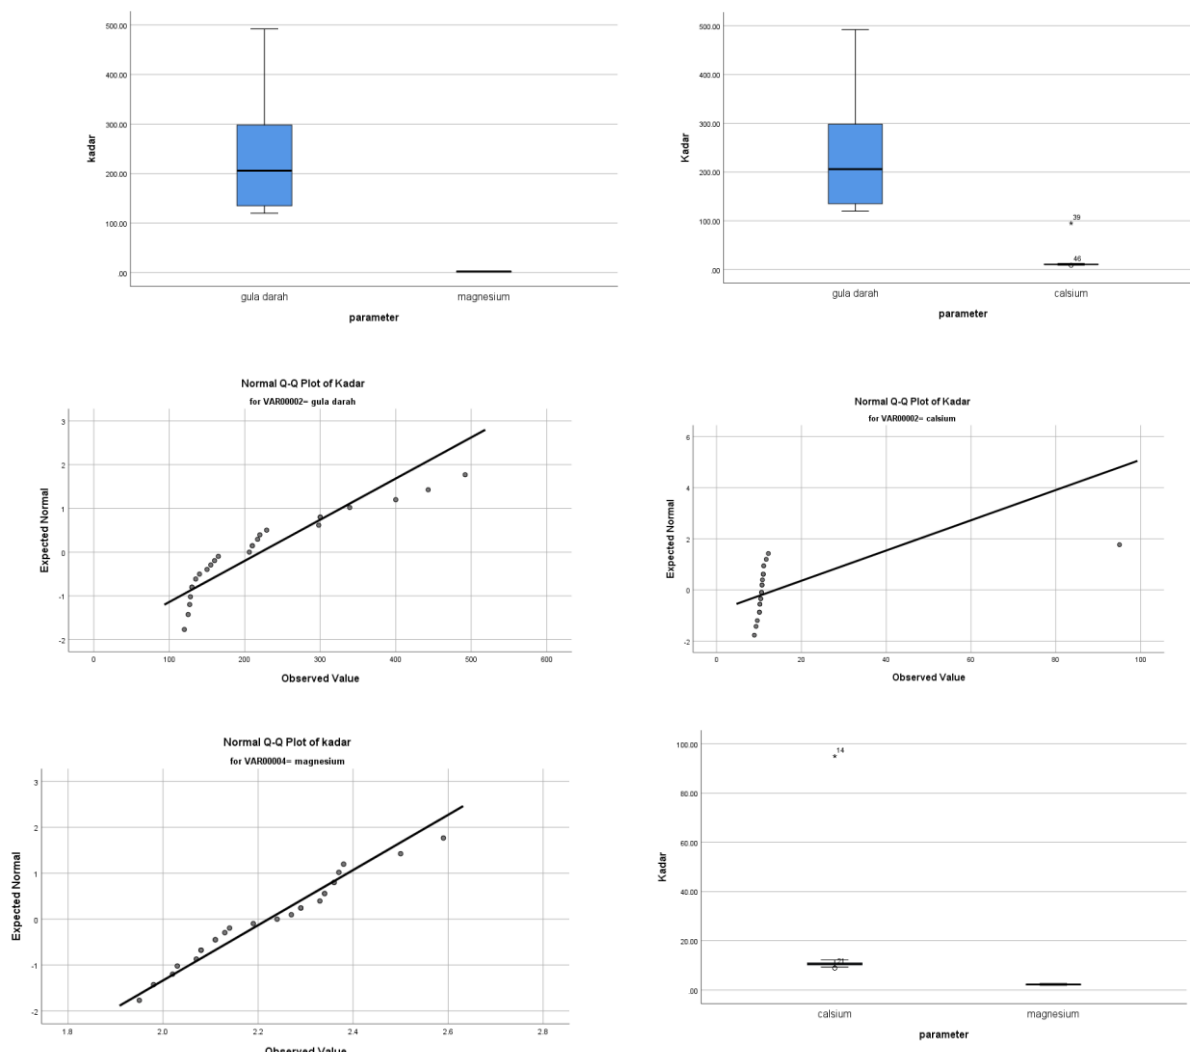 500.00
400.00
300.00
200.00
100.00
.00
kadar
gula darah
magnesium
parameter
500.00
400.00
300.00
200.00
100.00
.00
Kadar
39
46
gula darah
calsium
parameter
Normal Q-Q Plot of Kadar
for VAR00002= gula darah
3
2
1
0
-1
-2
Expected Normal
0 100 200 300 400 500 600
Observed Value
Normal Q-Q Plot of Kadar
for VAR00002= calsium
6
4
2
0
-2
Expected Normal
0 20 40 60 80 100
Observed Value
Normal Q-Q Plot of kadar
for VAR00004= magnesium
3
2
1
0
-1
-2
Expected Normal
1.8 2.0 2.2 2.4 2.6 2.8
Observed Value
100.00
80.00
60.00
40.00
20.00
.00
Kadar
14
calsium
magnesium
parameter